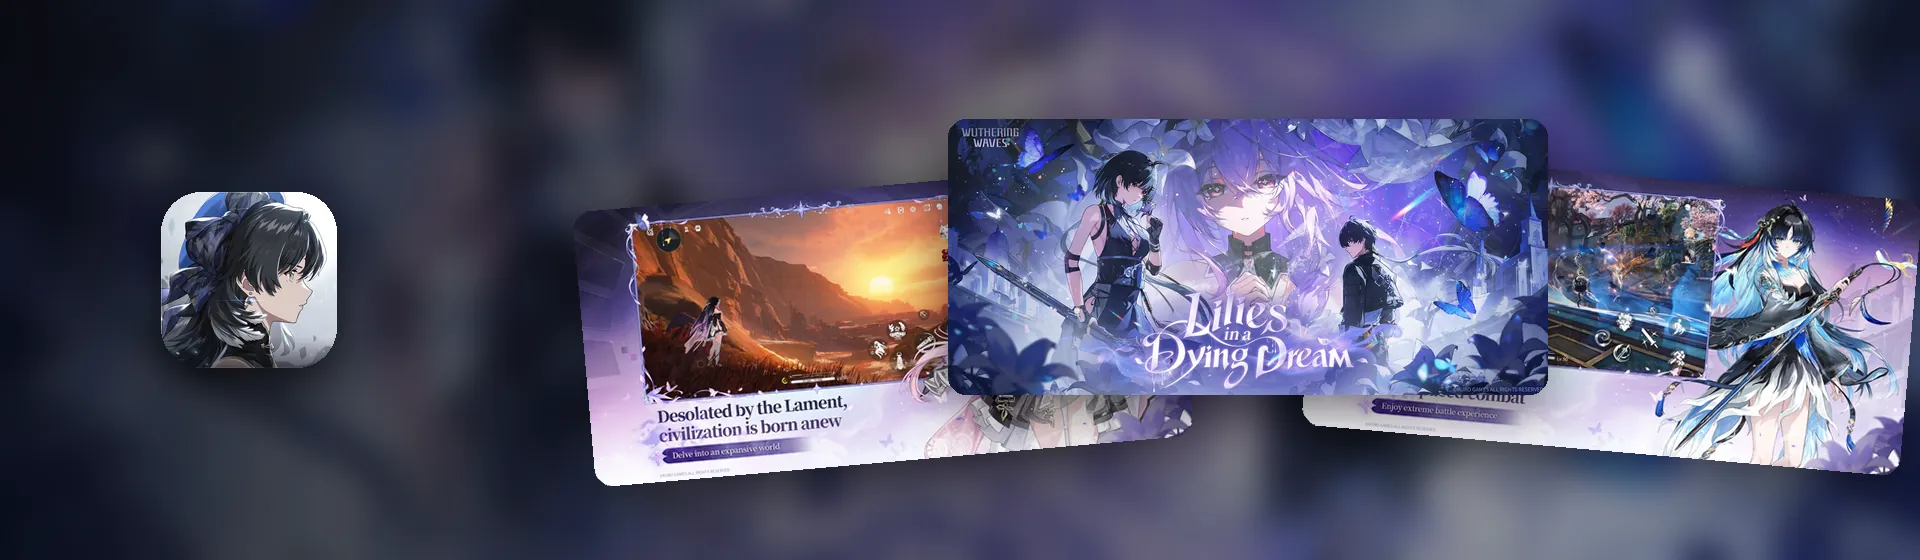 Desolated by the Lament,
civilization is born anew
Delve into an expansive world
WUTHERING
WAVES
Lilies
in a
Dying Dream
combat
Enjoy extreme battle experience